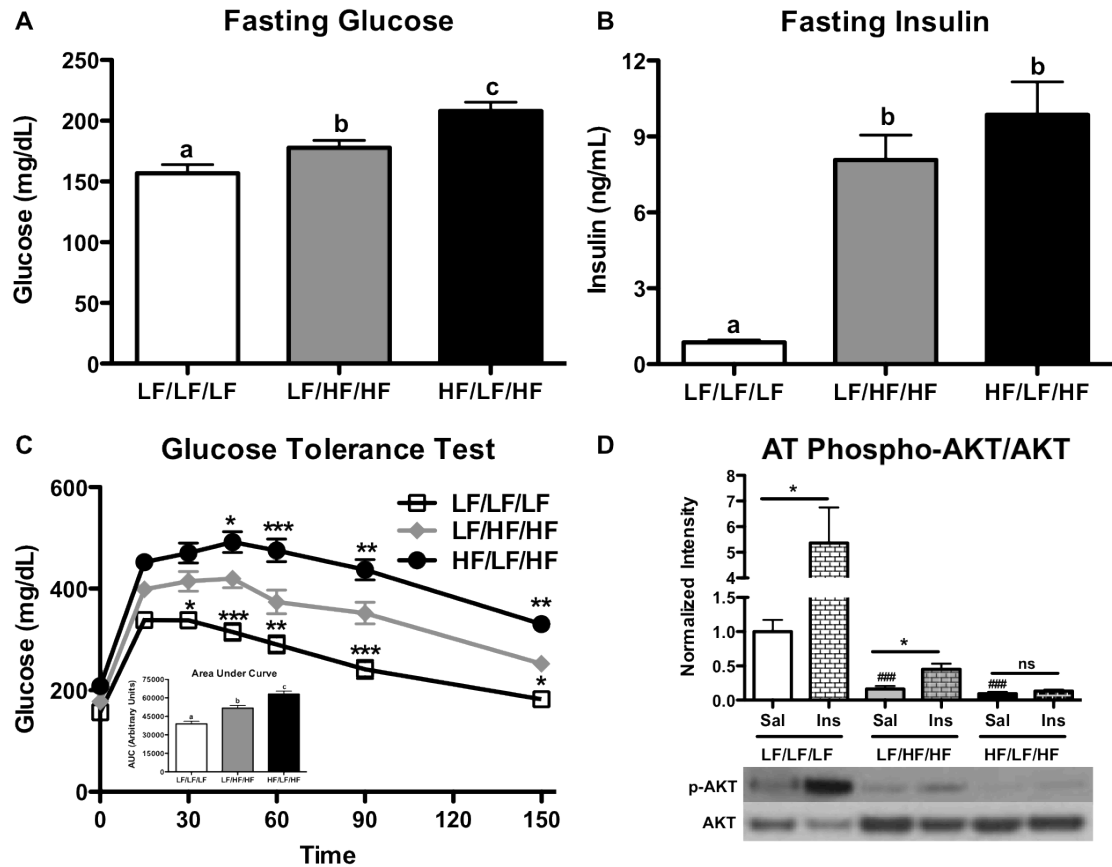 A
Fasting Glucose
Glucose (mg/dL)
250
200
150
100
50
0
a
b
c
LF/LF/LF
LF/HF/HF
HF/LF/HF
B
Fasting Insulin
Insulin (ng/mL)
12
9
6
3
0
a
b
b
LF/LF/LF
LF/HF/HF
HF/LF/HF
C
Glucose Tolerance Test
Glucose (mg/dL)
600
400
200
0
LF/LF/LF
LF/HF/HF
HF/LF/HF
* *** ** **
* *** ** *** *
Area Under Curve
AUC (Arbitrary Units)
75000
60000
45000
30000
15000
0
a
b
c
LF/LF/LF
LF/HF/HF
HF/LF/HF
0 30 60 90 120 150
Time
D
AT Phospho-AKT/AKT
Normalized Intensity
8
7
6
5
4
1.5
1.0
0.5
0.0
*
*
ns
###
###
Sal Ins Sal Ins Sal Ins
LF/LF/LF LF/HF/HF HF/LF/HF
p-AKT
AKT